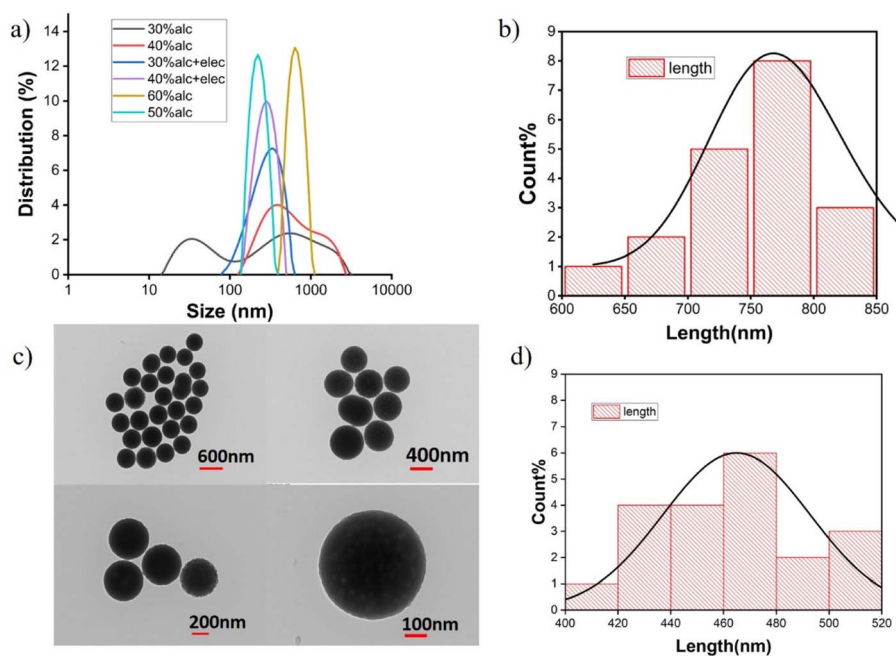 a)
30%alc
40%alc
30%alc+elec
40%alc+elec
60%alc
50%alc
Distribution (%)
14
12
10
8
6
4
2
0
1 10 100 1000 10000
Size (nm)
b)
length
Count%
9
8
7
6
5
4
3
2
1
0
600 650 700 750 800 850
Length(nm)
c)
600nm
400nm
200nm
100nm
d)
length
Count%
9
8
7
6
5
4
3
2
1
0
400 420 440 460 480 500 520
Length(nm)